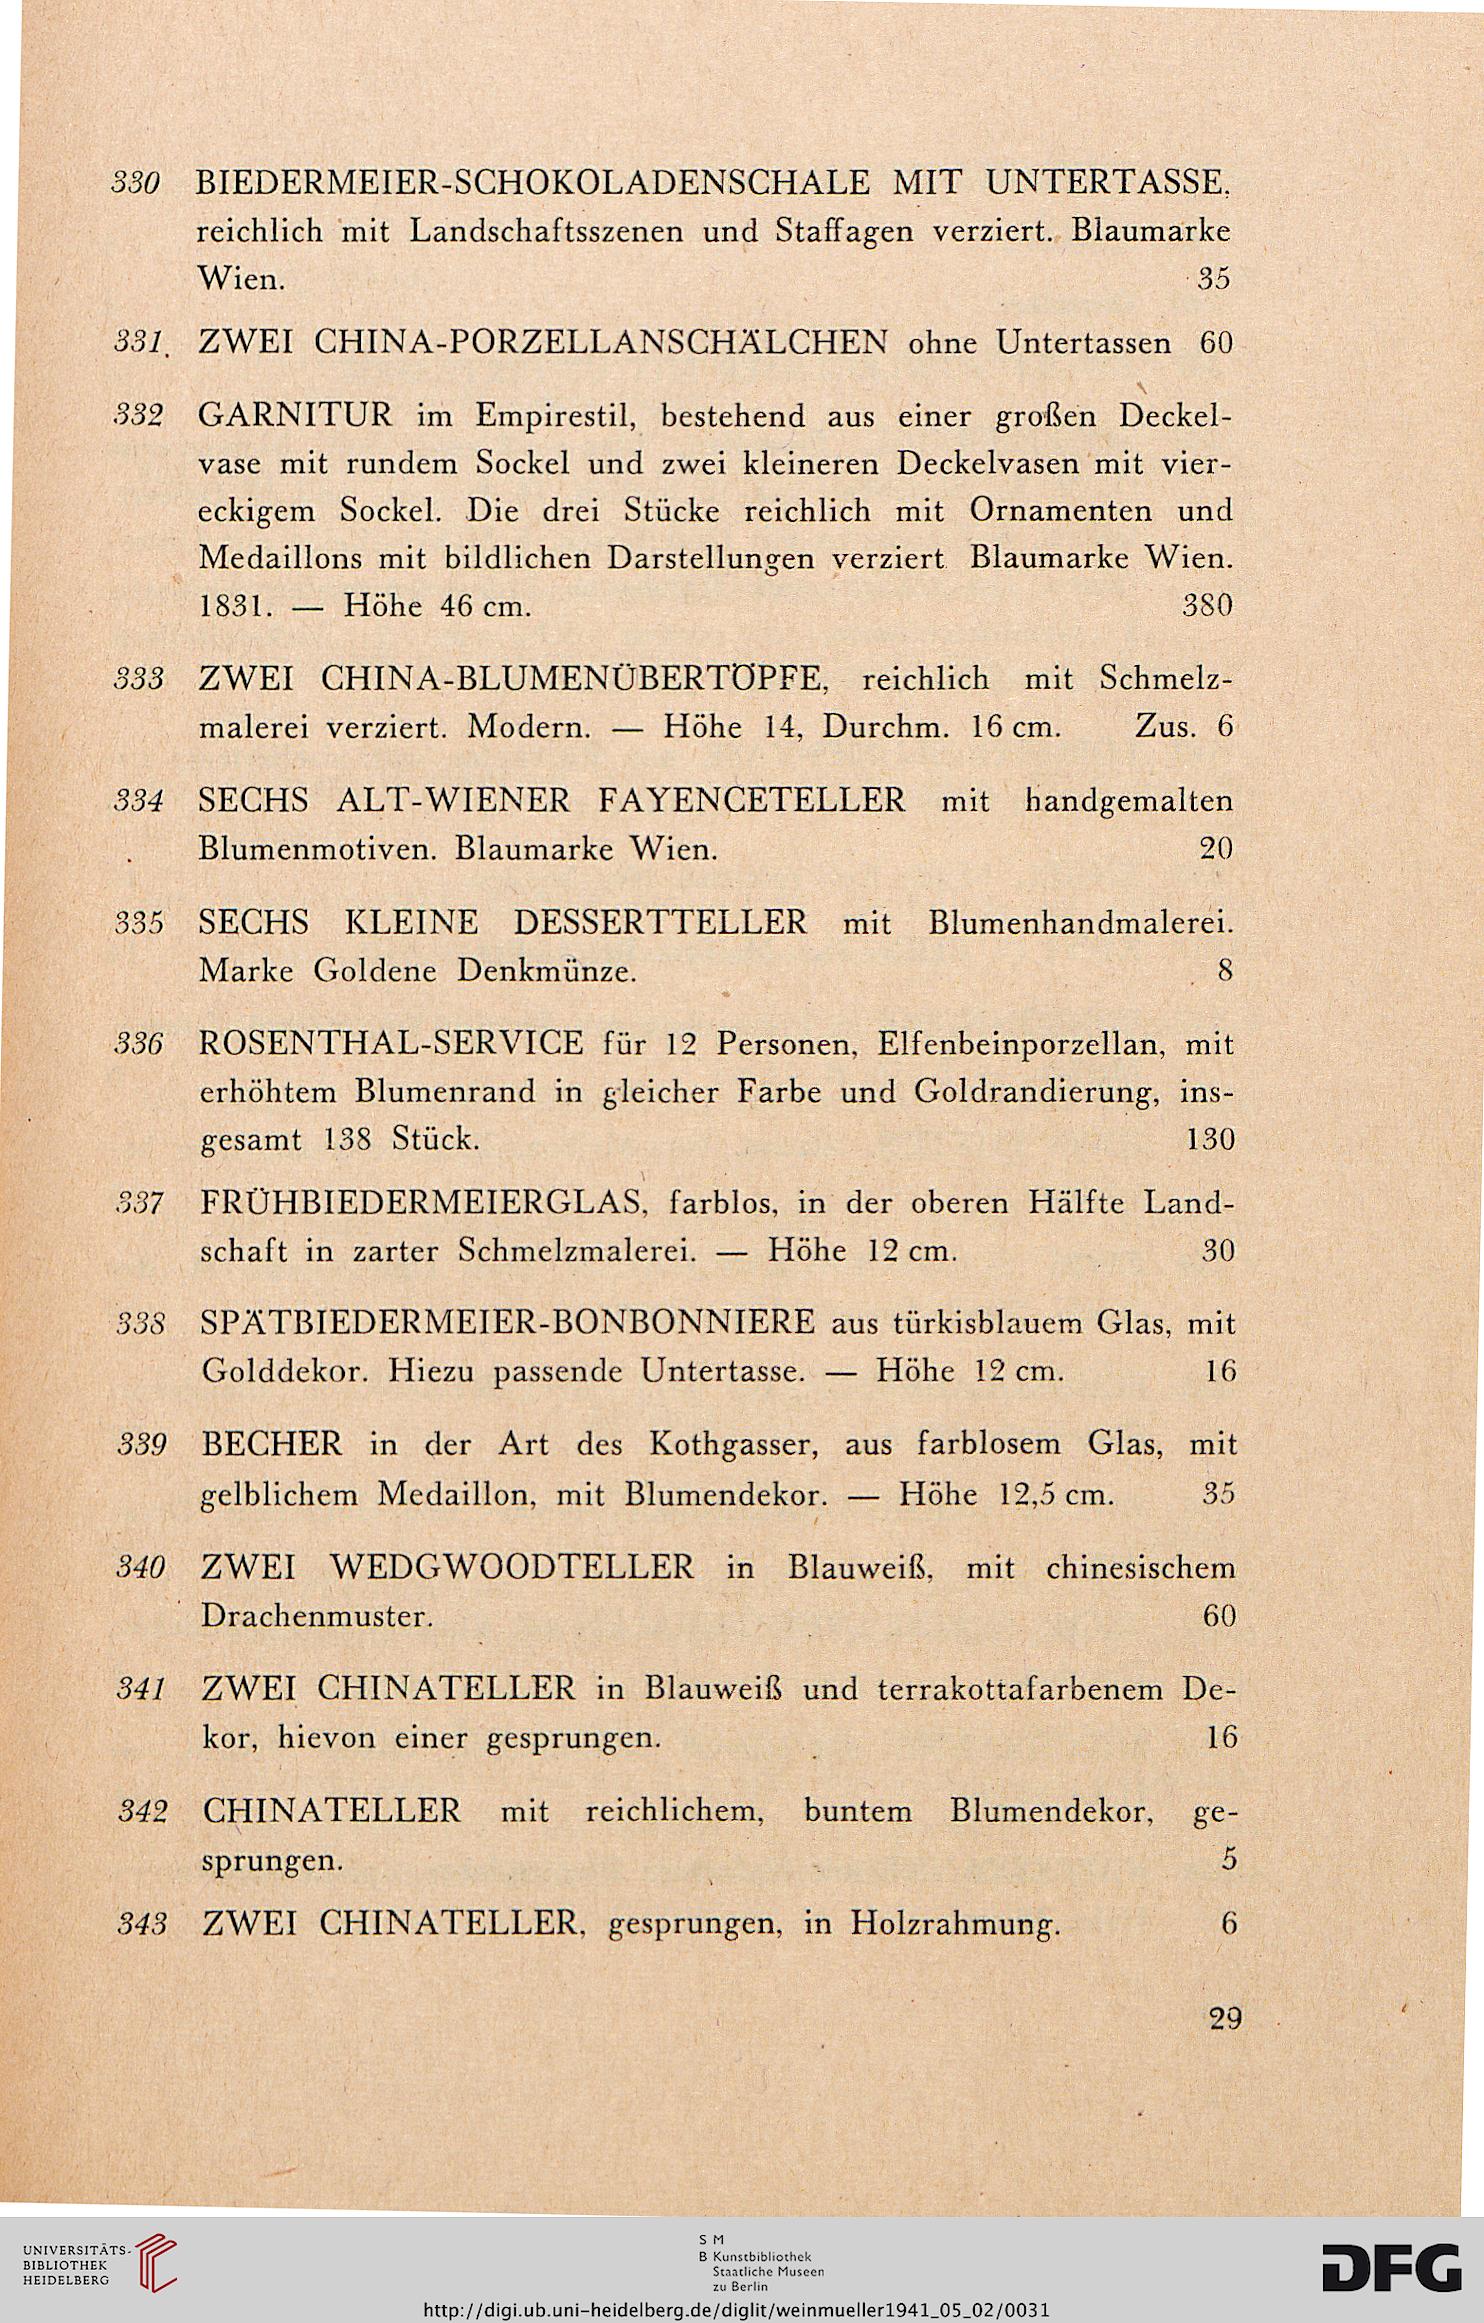 330 BIEDERMEIER-SCHOKOLADENSCHALE MIT UNTERTASSE,
reichlich mit Landschaftsszenen und Staffagen verziert. Blaumarke
Wien. 35
331. ZWEI CHINA-PORZELLANSCHÄLCHEN ohne Untertassen 60
332 GARNITUR im Empirestil, bestehend aus einer großen Deckel-
vase mit rundem Sockel und zwei kleineren Deckelvasen mit vier-
eckigem Sockel. Die drei Stücke reichlich mit Ornamenten und
Medaillons mit bildlichen Darstellungen verziert Blaumarke Wien.
1831. — Höhe 46 cm. 380
333 ZWEI CHINA-BLUMENÜBERTÖPFE, reichlich mit Schmelz-
malerei verziert. Modern. — Höhe 14, Durchm. 16 cm. Zus. 6
334 SECHS ALT-WIENER FAYENCETELLER mit handgemalten
Blumenmotiven. Blaumarke Wien. 20
335 SECHS KLEINE DESSERTTELLER mit Blumenhandmalerei.
Marke Goldene Denkmünze. 8
336 ROSENTHAL-SERVICE für 12 Personen, Elfenbeinporzellan, mit
erhöhtem Blumenrand in gleicher Farbe und Goldrandierung, ins-
gesamt 138 Stück. 130
337 FRÜHBIEDERMEIERGLAS, farblos, in der oberen Hälfte Land-
schaft in zarter Schmelzmalerei. — Höhe 12 cm. 30
338 SPÄTBIEDERMEIER-BONBONNIERE aus türkisblauem Glas, mit
Golddekor. Hiezu passende Untertasse. — Höhe 12 cm. 16
339 BECHER in der Art des Kothgasser, aus farblosem Glas, mit
gelblichem Medaillon, mit Blumendekor. — Höhe 12,5 cm. 35
340 ZWEI WEDGWOODTELLER in Blauweiß, mit chinesischem
Drachenmuster. 60
341 ZWEI CHINATELLER in Blauweiß und terrakottafarbenem De-
kor, hievon einer gesprungen. 16
342 CHINATELLER mit reichlichem, buntem Blumendekor, ge-
sprungen. 5
343 ZWEI CHINATELLER, gesprungen, in Holzrahmung. 6
29
UNIVERSITÄTS-
BIBLIOTHEK
HEIDELBERG
S M
B Kunstbibliothek
Staatliche Museen
zu Berlin
http://digi.ub.uni-heidelberg.de/diglit/weinmueller1941_05_02/0031
DFG